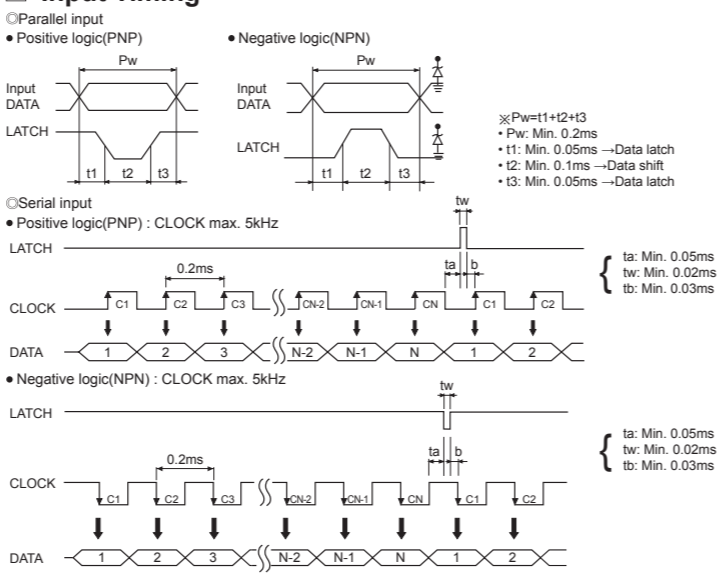 Input Timing
◎Parallel input
● Positive logic(PNP)
● Negative logic(NPN)
Pw
Input
DATA
LATCH
t1 t2 t3
Pw
Input
DATA
LATCH
t1 t2 t3
※Pw=t1+t2+t3
• Pw: Min. 0.2ms
• t1: Min. 0.05ms →Data latch
• t2: Min. 0.1ms →Data shift
• t3: Min. 0.05ms →Data latch
◎Serial input
● Positive logic(PNP) : CLOCK max. 5kHz
tw
LATCH
ta b
0.2ms
CLOCK
C1 C2 C3 CN-2 CN-1 CN C1 C2
DATA
1 2 3 N-2 N-1 N 1 2
ta: Min. 0.05ms
tw: Min. 0.02ms
tb: Min. 0.03ms
● Negative logic(NPN) : CLOCK max. 5kHz
tw
LATCH
ta b
0.2ms
CLOCK
C1 C2 C3 CN-2 CN-1 CN C1 C2
DATA
1 2 3 N-2 N-1 N 1 2
ta: Min. 0.05ms
tw: Min. 0.02ms
tb: Min. 0.03ms